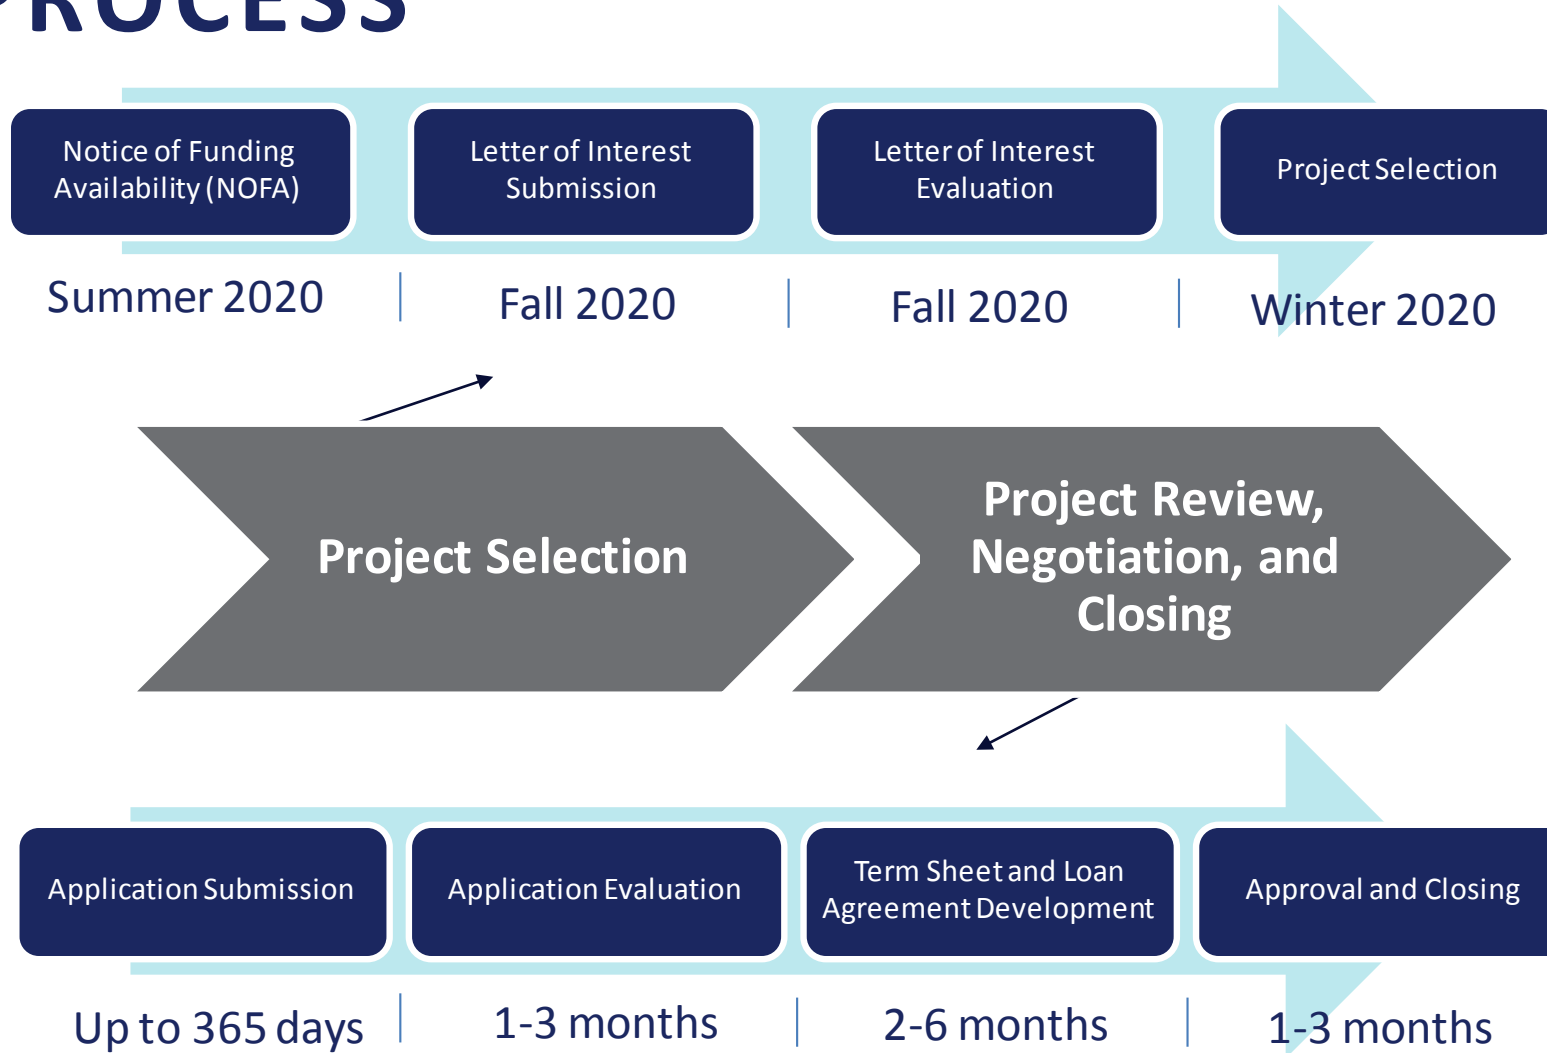 PROCESS
Notice of Funding
Availability (NOFA)
Letter of Interest
Submission
Letter of Interest
Evaluation
Project Selection
Summer 2020
Fall 2020
Fall 2020
Winter 2020
Project Selection
Project Review,
Negotiation, and
Closing
Application Submission
Application Evaluation
Term Sheet and Loan
Agreement Development
Approval and Closing
Up to 365 days
1-3 months
2-6 months
1-3 months